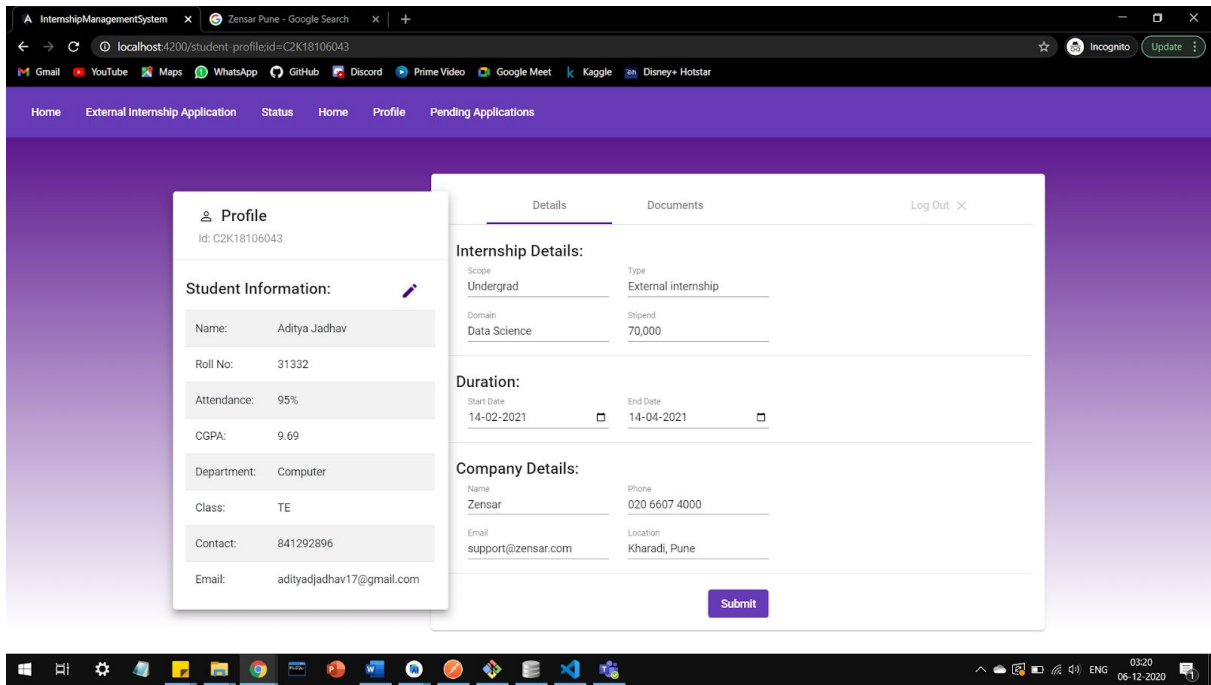 InternshipManagementSystem
Zensar Pune - Google Search
localhost:4200/student-profile;id=C2K18106043
Incognito
Update
Gmail YouTube Maps WhatsApp GitHub Discord Prime Video Google Meet Kaggle Disney+ Hotstar
Home External Internship Application Status Home Profile Pending Applications
Profile
Id: C2K18106043
Student Information:
Name: Aditya Jadhav
Roll No: 31332
Attendance: 95%
CGPA: 9.69
Department: Computer
Class: TE
Contact: 841292896
Email: adityadjadhav17@gmail.com
Details Documents Log Out
Internship Details:
Scope Type
Undergrad External internship
Domain Stipend
Data Science 70,000
Duration:
Start Date End Date
14-02-2021 14-04-2021
Company Details:
Name Phone
Zensar 020 6607 4000
Email Location
support@zensar.com Kharadi, Pune
Submit
ENG
03:20
06-12-2020